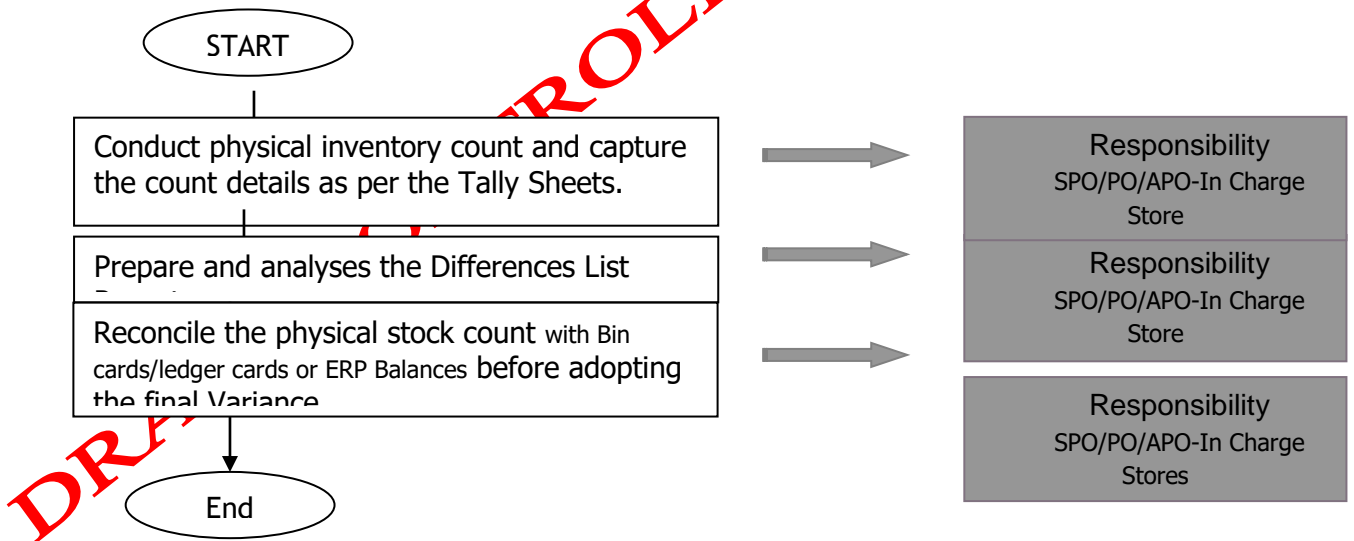 START
Conduct physical inventory count and capture
the count details as per the Tally Sheets.
Responsibility
SPO/PO/APO-In Charge
Store
Prepare and analyses the Differences List
Responsibility
SPO/PO/APO-In Charge
Store
Reconcile the physical stock count with Bin
cards/ledger cards or ERP Balances before adopting
the final Variance
Responsibility
SPO/PO/APO-In Charge
Stores
End